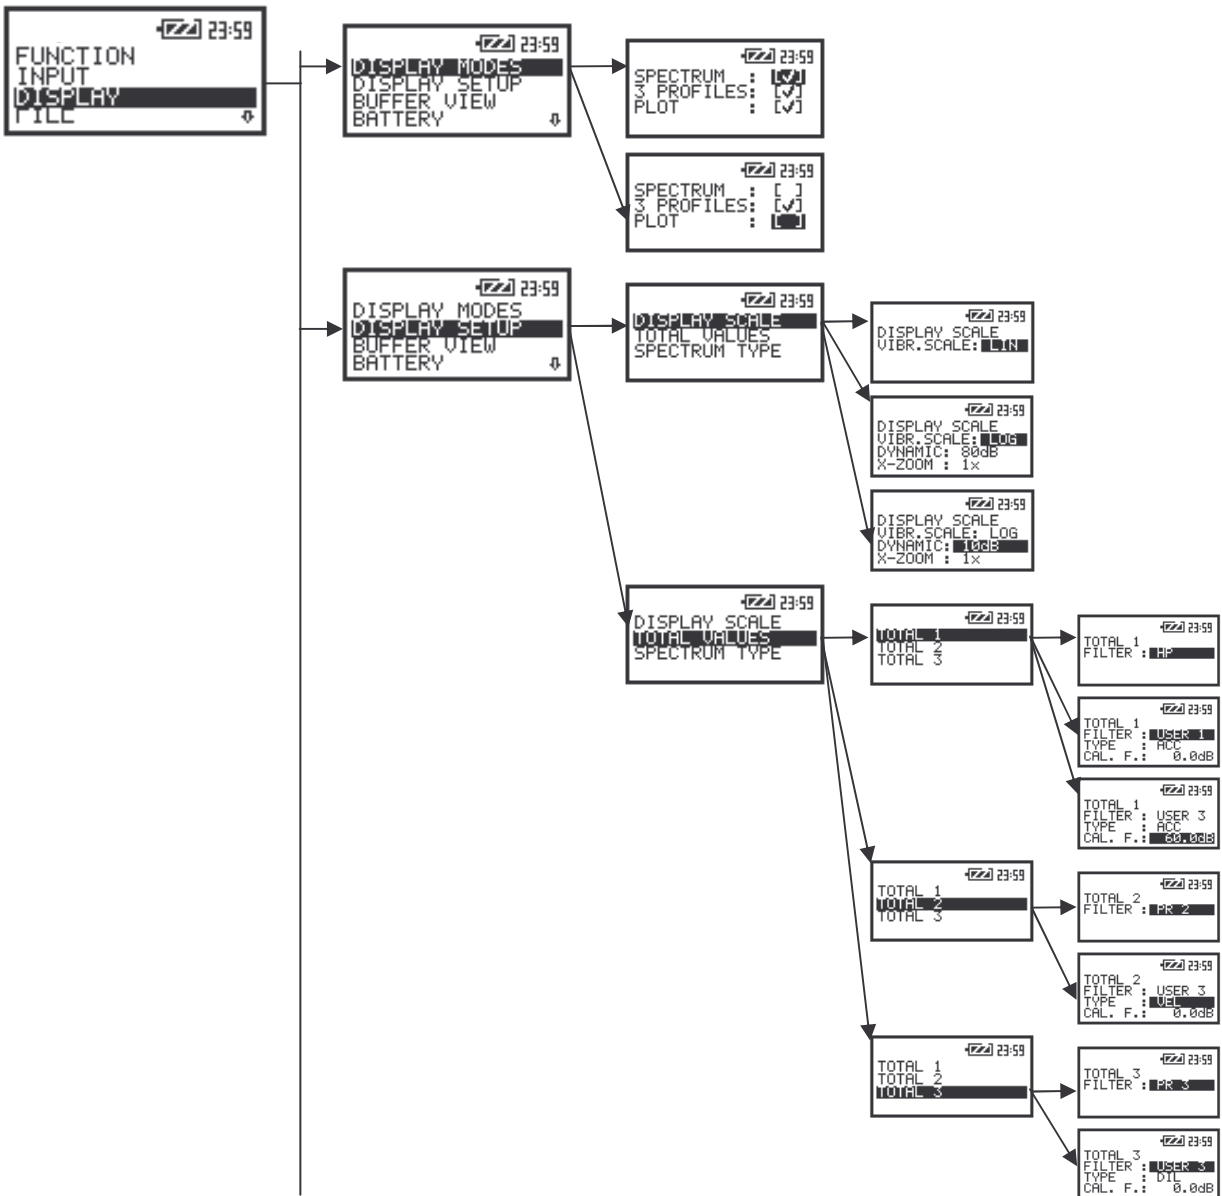 23:59
FUNCTION
INPUT
DISPLAY
FILE
23:59
DISPLAY MODES
DISPLAY SETUP
BUFFER VIEW
BATTERY
23:59
SPECTRUM : [✓]
3 PROFILES: [✓]
PLOT : [✓]
23:59
SPECTRUM : [ ]
3 PROFILES: [✓]
PLOT : [ ]
23:59
DISPLAY MODES
DISPLAY SETUP
BUFFER VIEW
BATTERY
23:59
DISPLAY SCALE
TOTAL VALUES
SPECTRUM TYPE
23:59
DISPLAY SCALE
VIBR.SCALE: LIN
23:59
DISPLAY SCALE
VIBR.SCALE: LOG
DYNAMIC: 80dB
X-ZOOM : 1x
23:59
DISPLAY SCALE
VIBR.SCALE: LOG
DYNAMIC: 10dB
X-ZOOM : 1x
23:59
DISPLAY SCALE
TOTAL VALUES
SPECTRUM TYPE
23:59
TOTAL 1
TOTAL 2
TOTAL 3
23:59
TOTAL 1
FILTER : HP
23:59
TOTAL 1
FILTER : USER 1
TYPE : ACC
CAL. F.: 0.0dB
23:59
TOTAL 1
FILTER : USER 3
TYPE : ACC
CAL. F.: 60.0dB
23:59
TOTAL 1
TOTAL 2
TOTAL 3
23:59
TOTAL 2
FILTER : PR 2
23:59
TOTAL 2
FILTER : USER 3
TYPE : VEL
CAL. F.: 0.0dB
23:59
TOTAL 1
TOTAL 2
TOTAL 3
23:59
TOTAL 3
FILTER : PR 3
23:59
TOTAL 3
FILTER : USER 3
TYPE : DIL
CAL. F.: 0.0dB